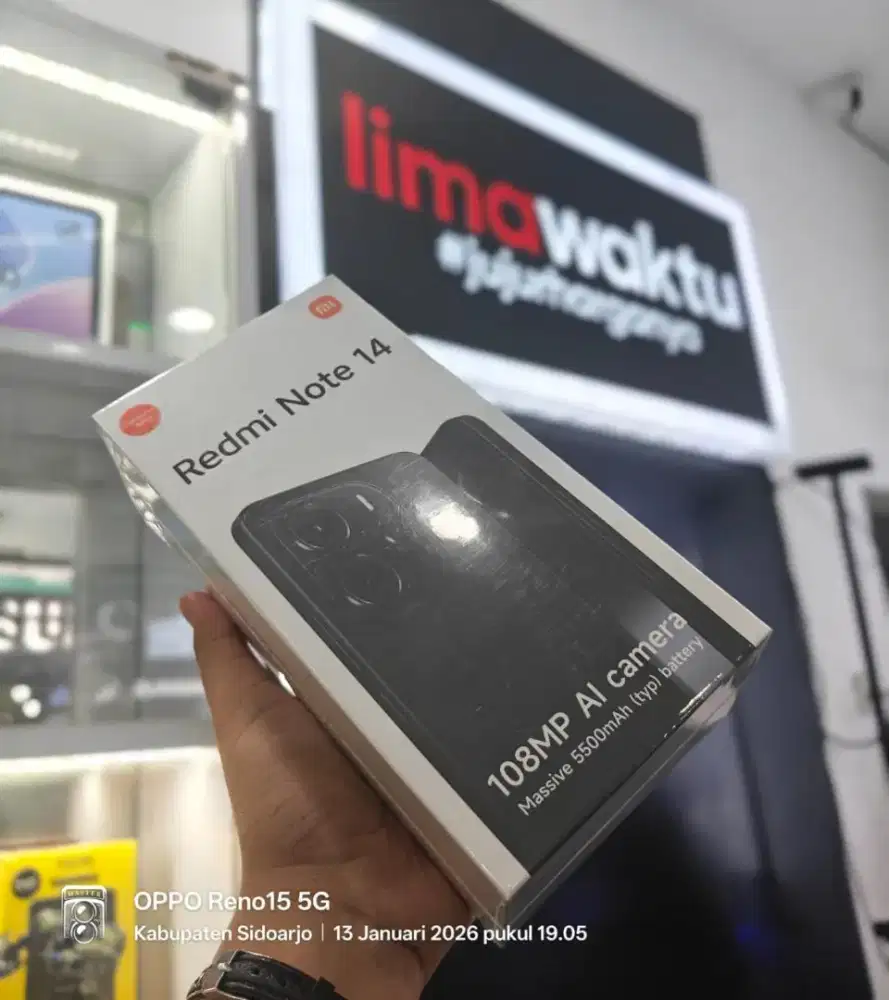 limawaktu
#jujurharganya
Redmi Note 14
108MP AI camera
Massive 5500mAh (typ) battery
OPPO Reno15 5G
Kabupaten Sidoarjo | 13 Januari 2026 pukul 19.05